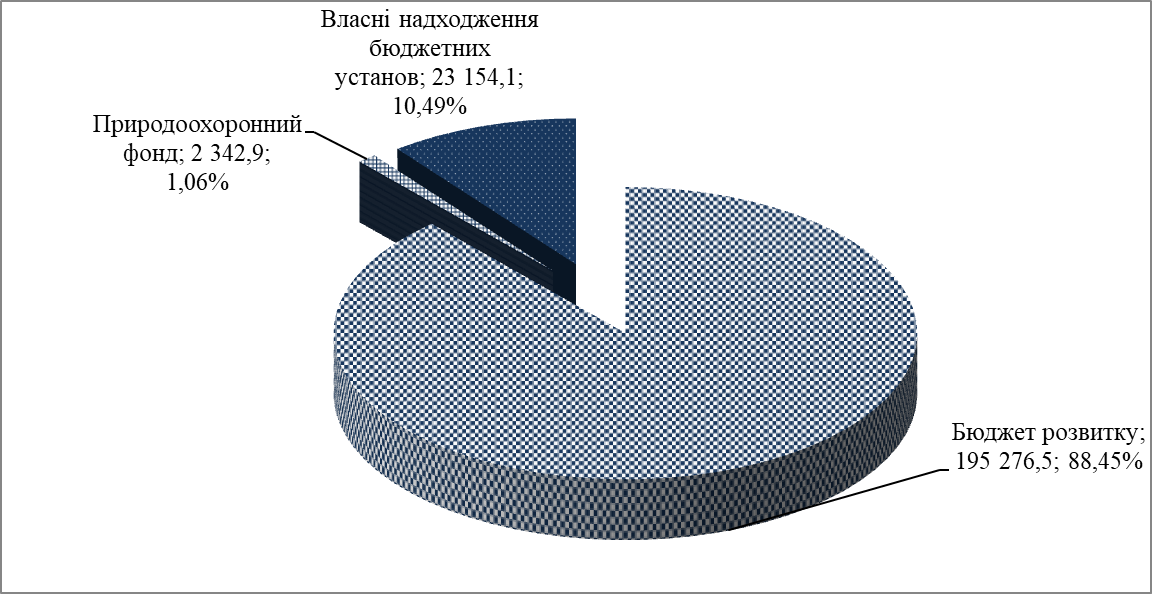 Власні надходження
бюджетних
установ; 23 154,1;
10,49%
Природоохоронний
фонд; 2 342,9;
1,06%
Бюджет розвитку;
195 276,5; 88,45%